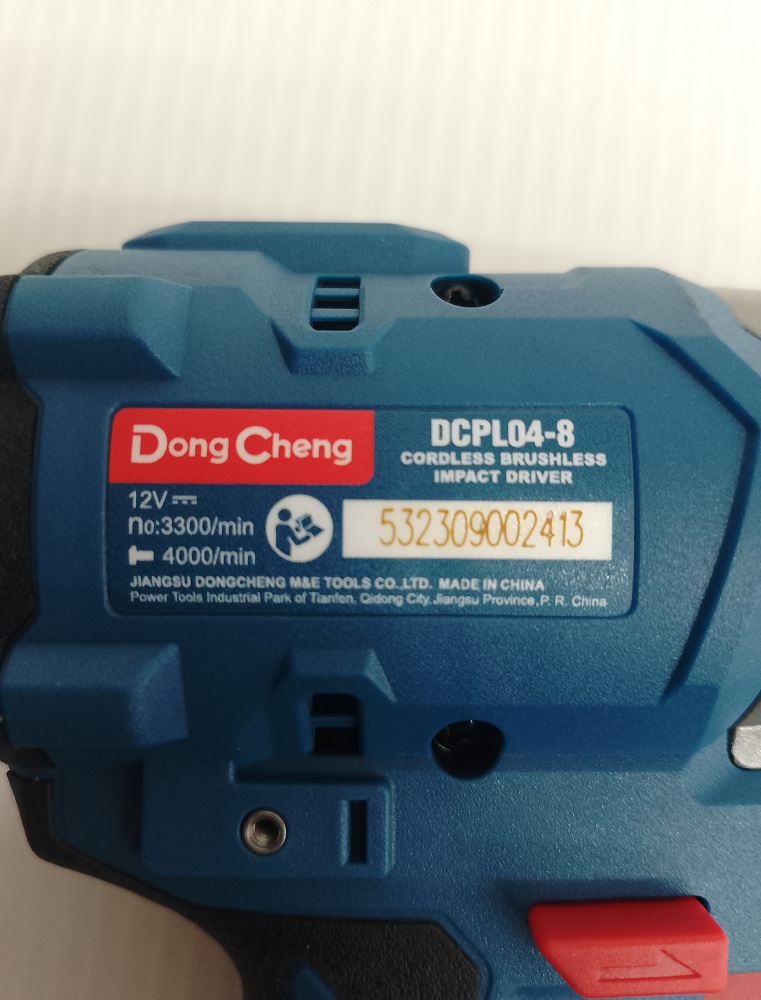 Dong Cheng
DCPL04-8
CORDLESS BRUSHLESS
IMPACT DRIVER
12V
no:3300/min
4000/min
532309002413
JIANGSU DONGCHENG M&E TOOLS CO.,LTD. MADE IN CHINA
Power Tools Industrial Park of Tianfen, Qidong City, Jiangsu Province, P. R. China